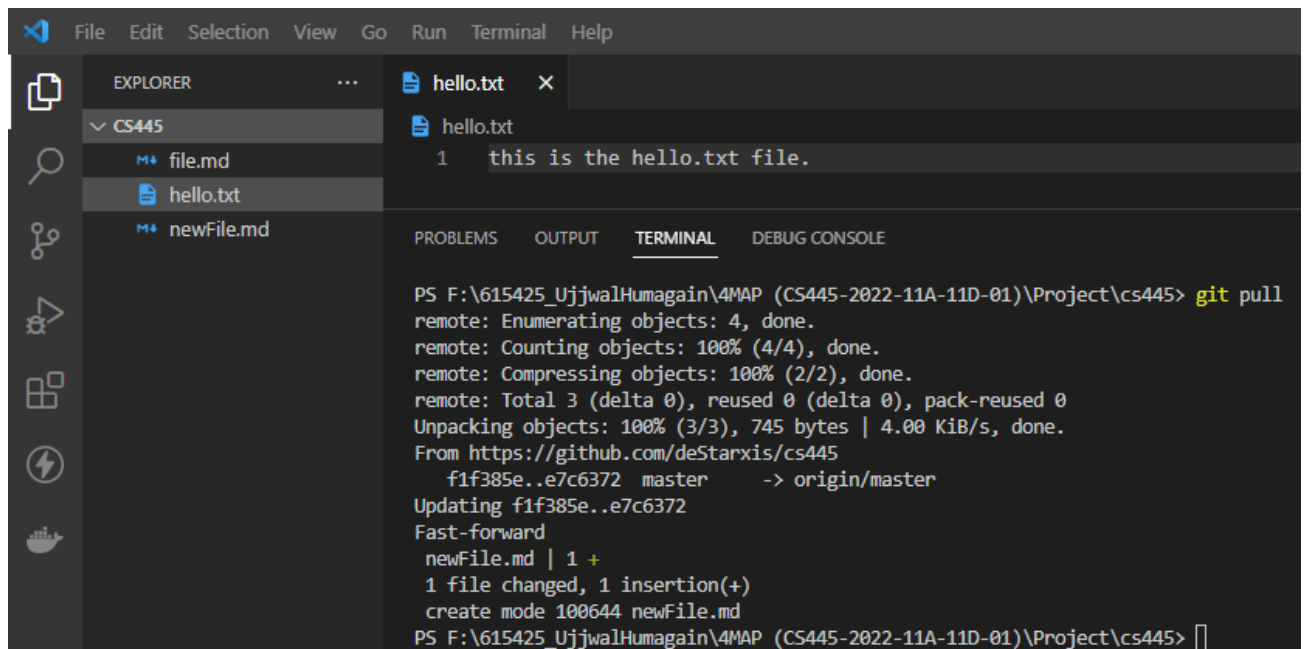 File Edit Selection View Go Run Terminal Help
EXPLORER ...
CS445
file.md
hello.txt
newFile.md
hello.txt
hello.txt
1 this is the hello.txt file.
PROBLEMS OUTPUT TERMINAL DEBUG CONSOLE
PS F:\615425_UjjwalHumagain\4MAP (CS445-2022-11A-11D-01)\Project\cs445> git pull
remote: Enumerating objects: 4, done.
remote: Counting objects: 100% (4/4), done.
remote: Compressing objects: 100% (2/2), done.
remote: Total 3 (delta 0), reused 0 (delta 0), pack-reused 0
Unpacking objects: 100% (3/3), 745 bytes | 4.00 KiB/s, done.
From https://github.com/deStarxis/cs445
   f1f385e..e7c6372  master     -> origin/master
Updating f1f385e..e7c6372
Fast-forward
 newFile.md | 1 +
 1 file changed, 1 insertion(+)
 create mode 100644 newFile.md
PS F:\615425_UjjwalHumagain\4MAP (CS445-2022-11A-11D-01)\Project\cs445>